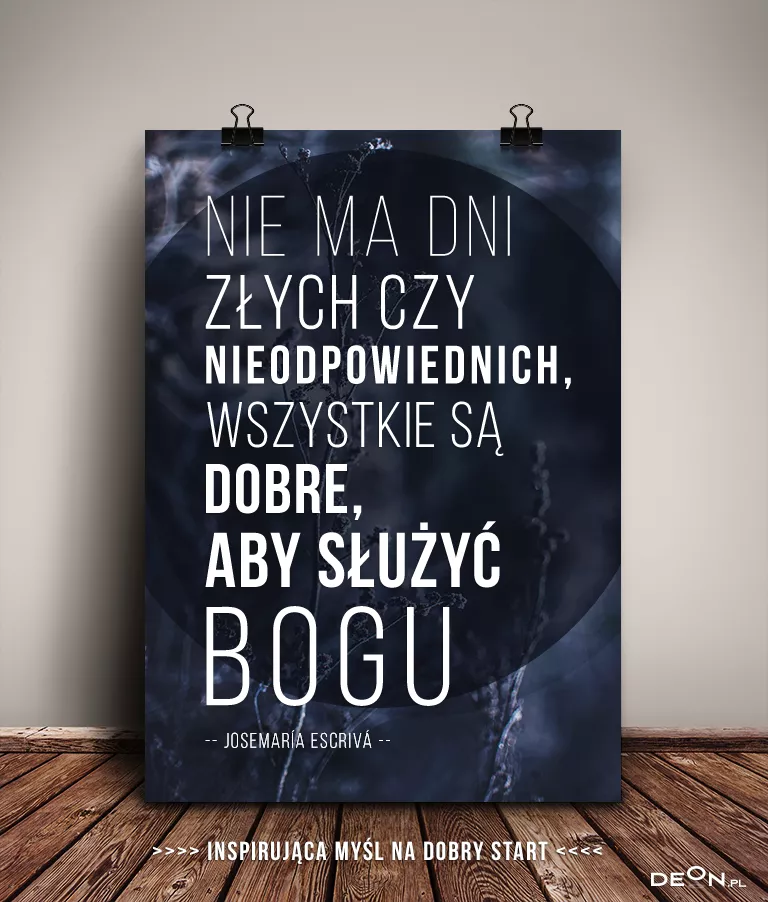 NIE MA DNI
ZŁYCH CZY
NIEODPOWIEDNICH,
WSZYSTKIE SĄ
DOBRE,
ABY SŁUŻYĆ
BOGU
-- JOSEMARÍA ESCRIVÁ --
>>>> INSPIRUJĄCA MYŚL NA DOBRY START <<<<
DEON.PL